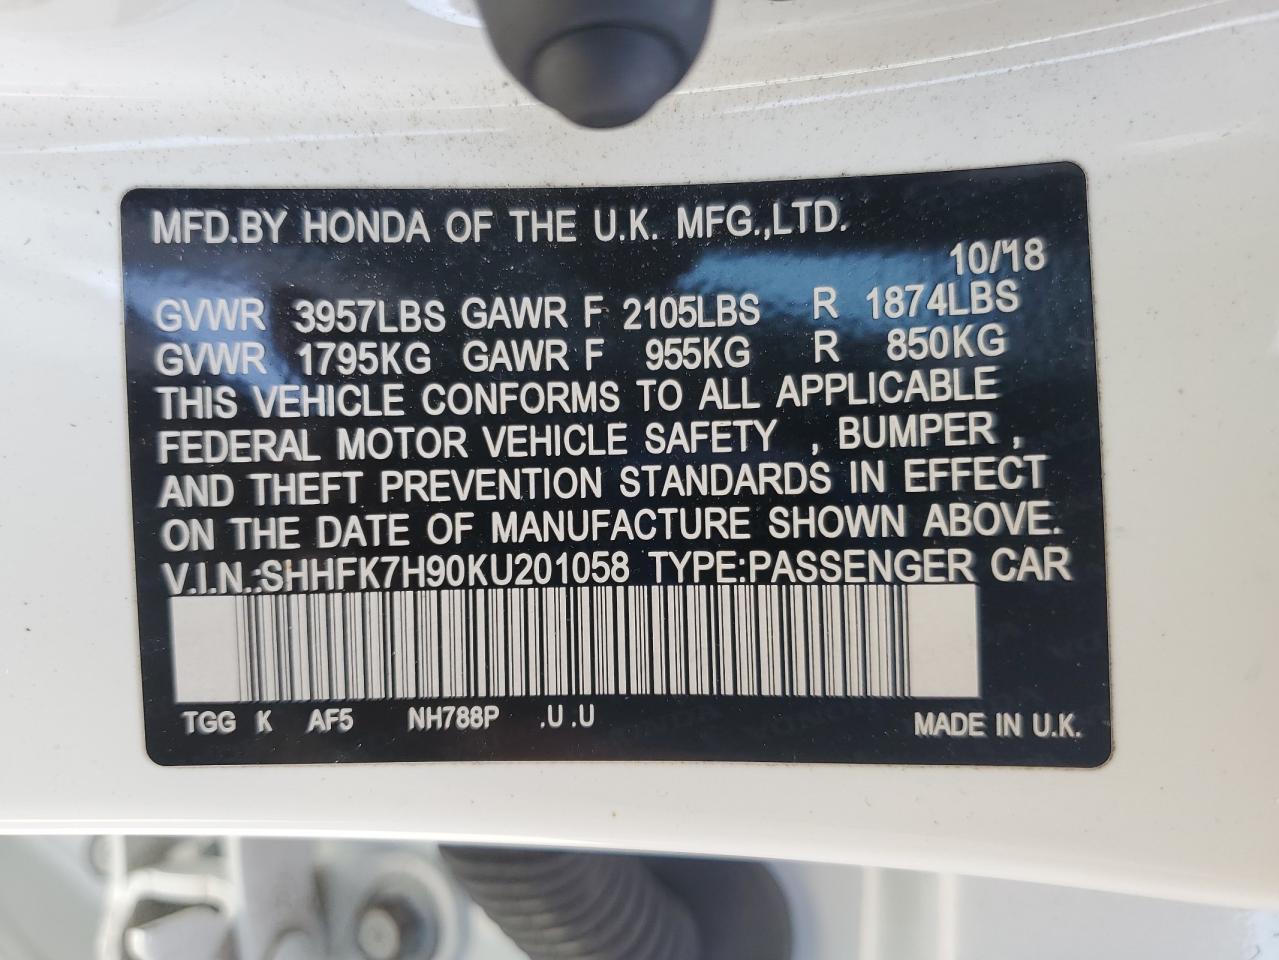 MFD.BY HONDA OF THE U.K. MFG.,LTD.
10/'18
GVWR 3957LBS GAWR F 2105LBS R 1874LBS
GVWR 1795KG GAWR F 955KG R 850KG
THIS VEHICLE CONFORMS TO ALL APPLICABLE
FEDERAL MOTOR VEHICLE SAFETY , BUMPER ,
AND THEFT PREVENTION STANDARDS IN EFFECT
ON THE DATE OF MANUFACTURE SHOWN ABOVE.
V.I.N.:SHHFK7H90KU201058 TYPE:PASSENGER CAR
TGG K AF5 NH788P .U .U
MADE IN U.K.